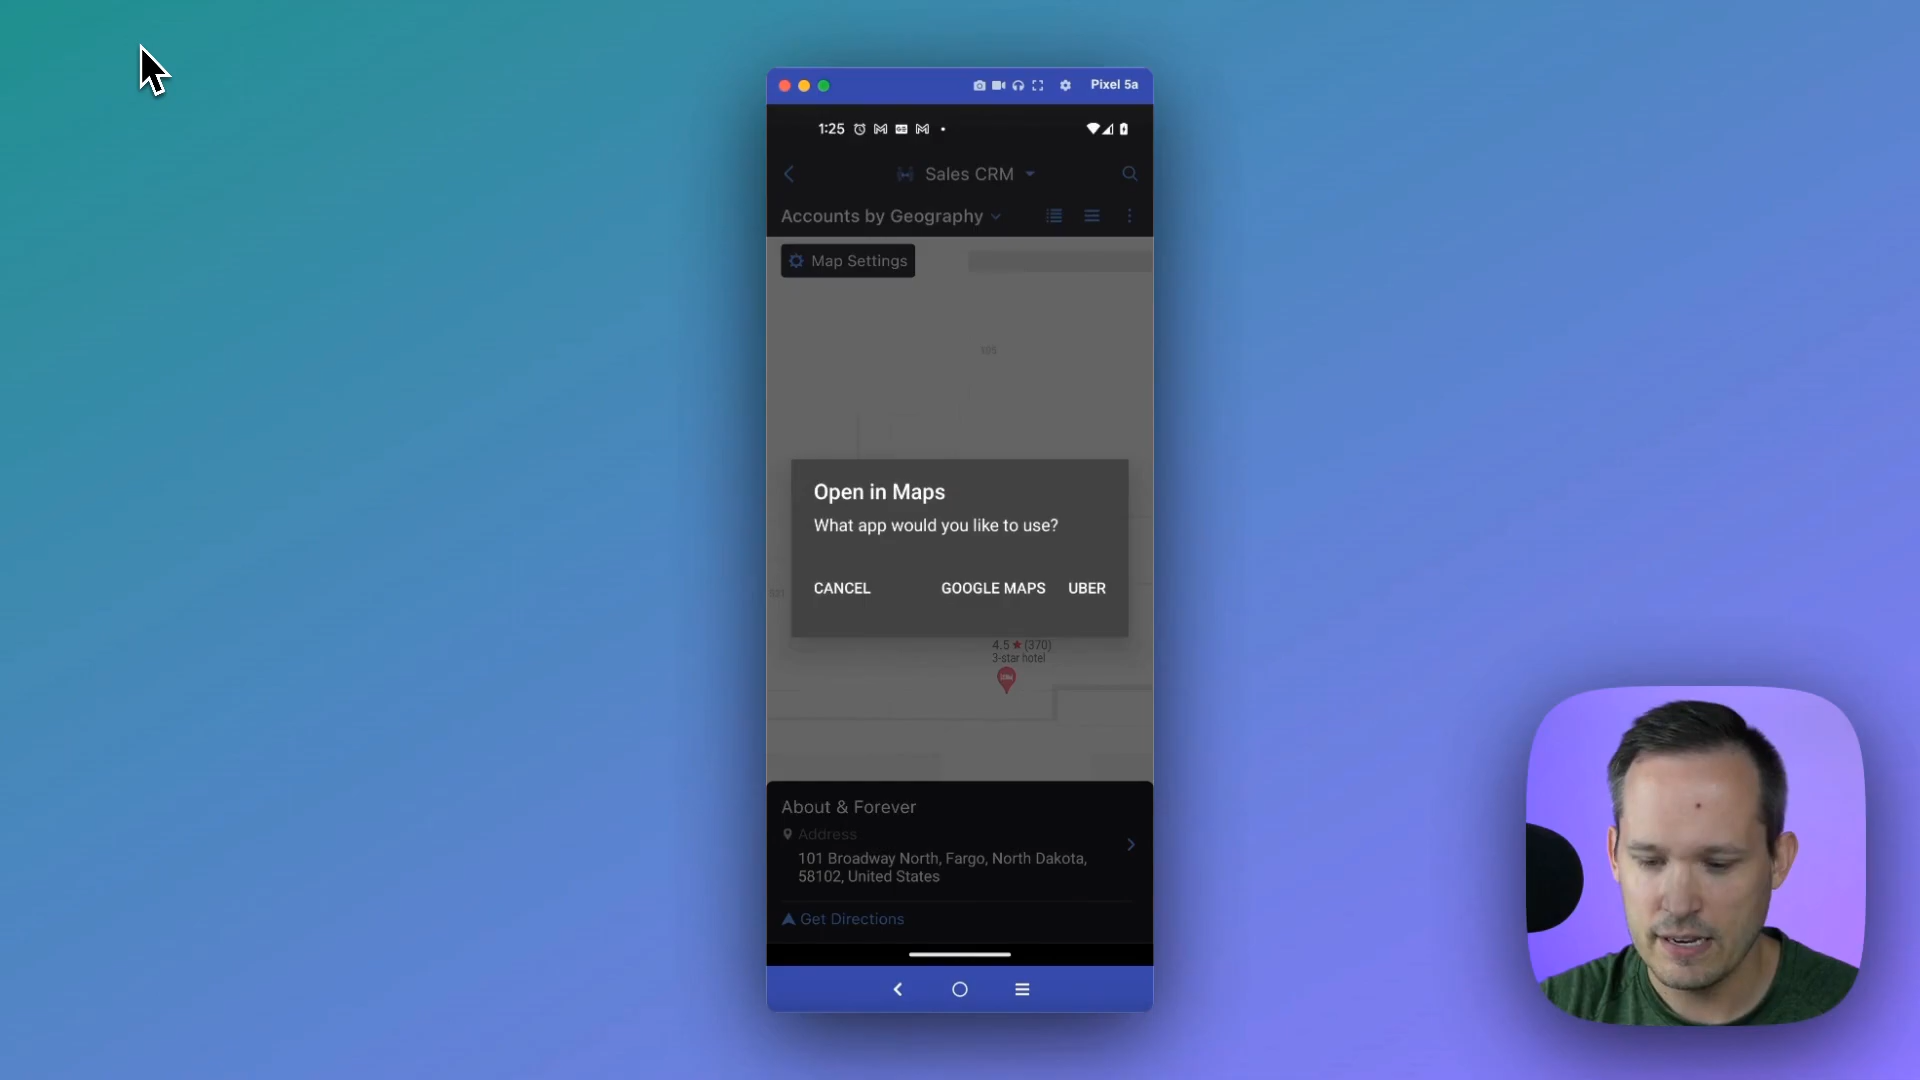 Pixel 5a
1:25
Sales CRM
Accounts by Geography
Map Settings
105
Open in Maps
What app would you like to use?
CANCEL
GOOGLE MAPS
UBER
4.5 ★ (370)
3-star hotel
About & Forever
Address
101 Broadway North, Fargo, North Dakota,
58102, United States
Get Directions